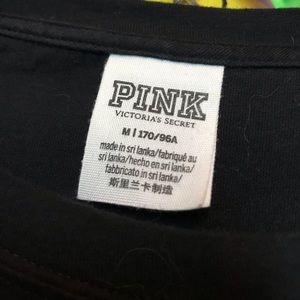 PINK
VICTORIA'S SECRET
M | 170/96A
made in sri lanka/fabriqué au
sri lanka/hecho en sri lanka/
fabbricato in sri lanka/
斯里兰卡制造